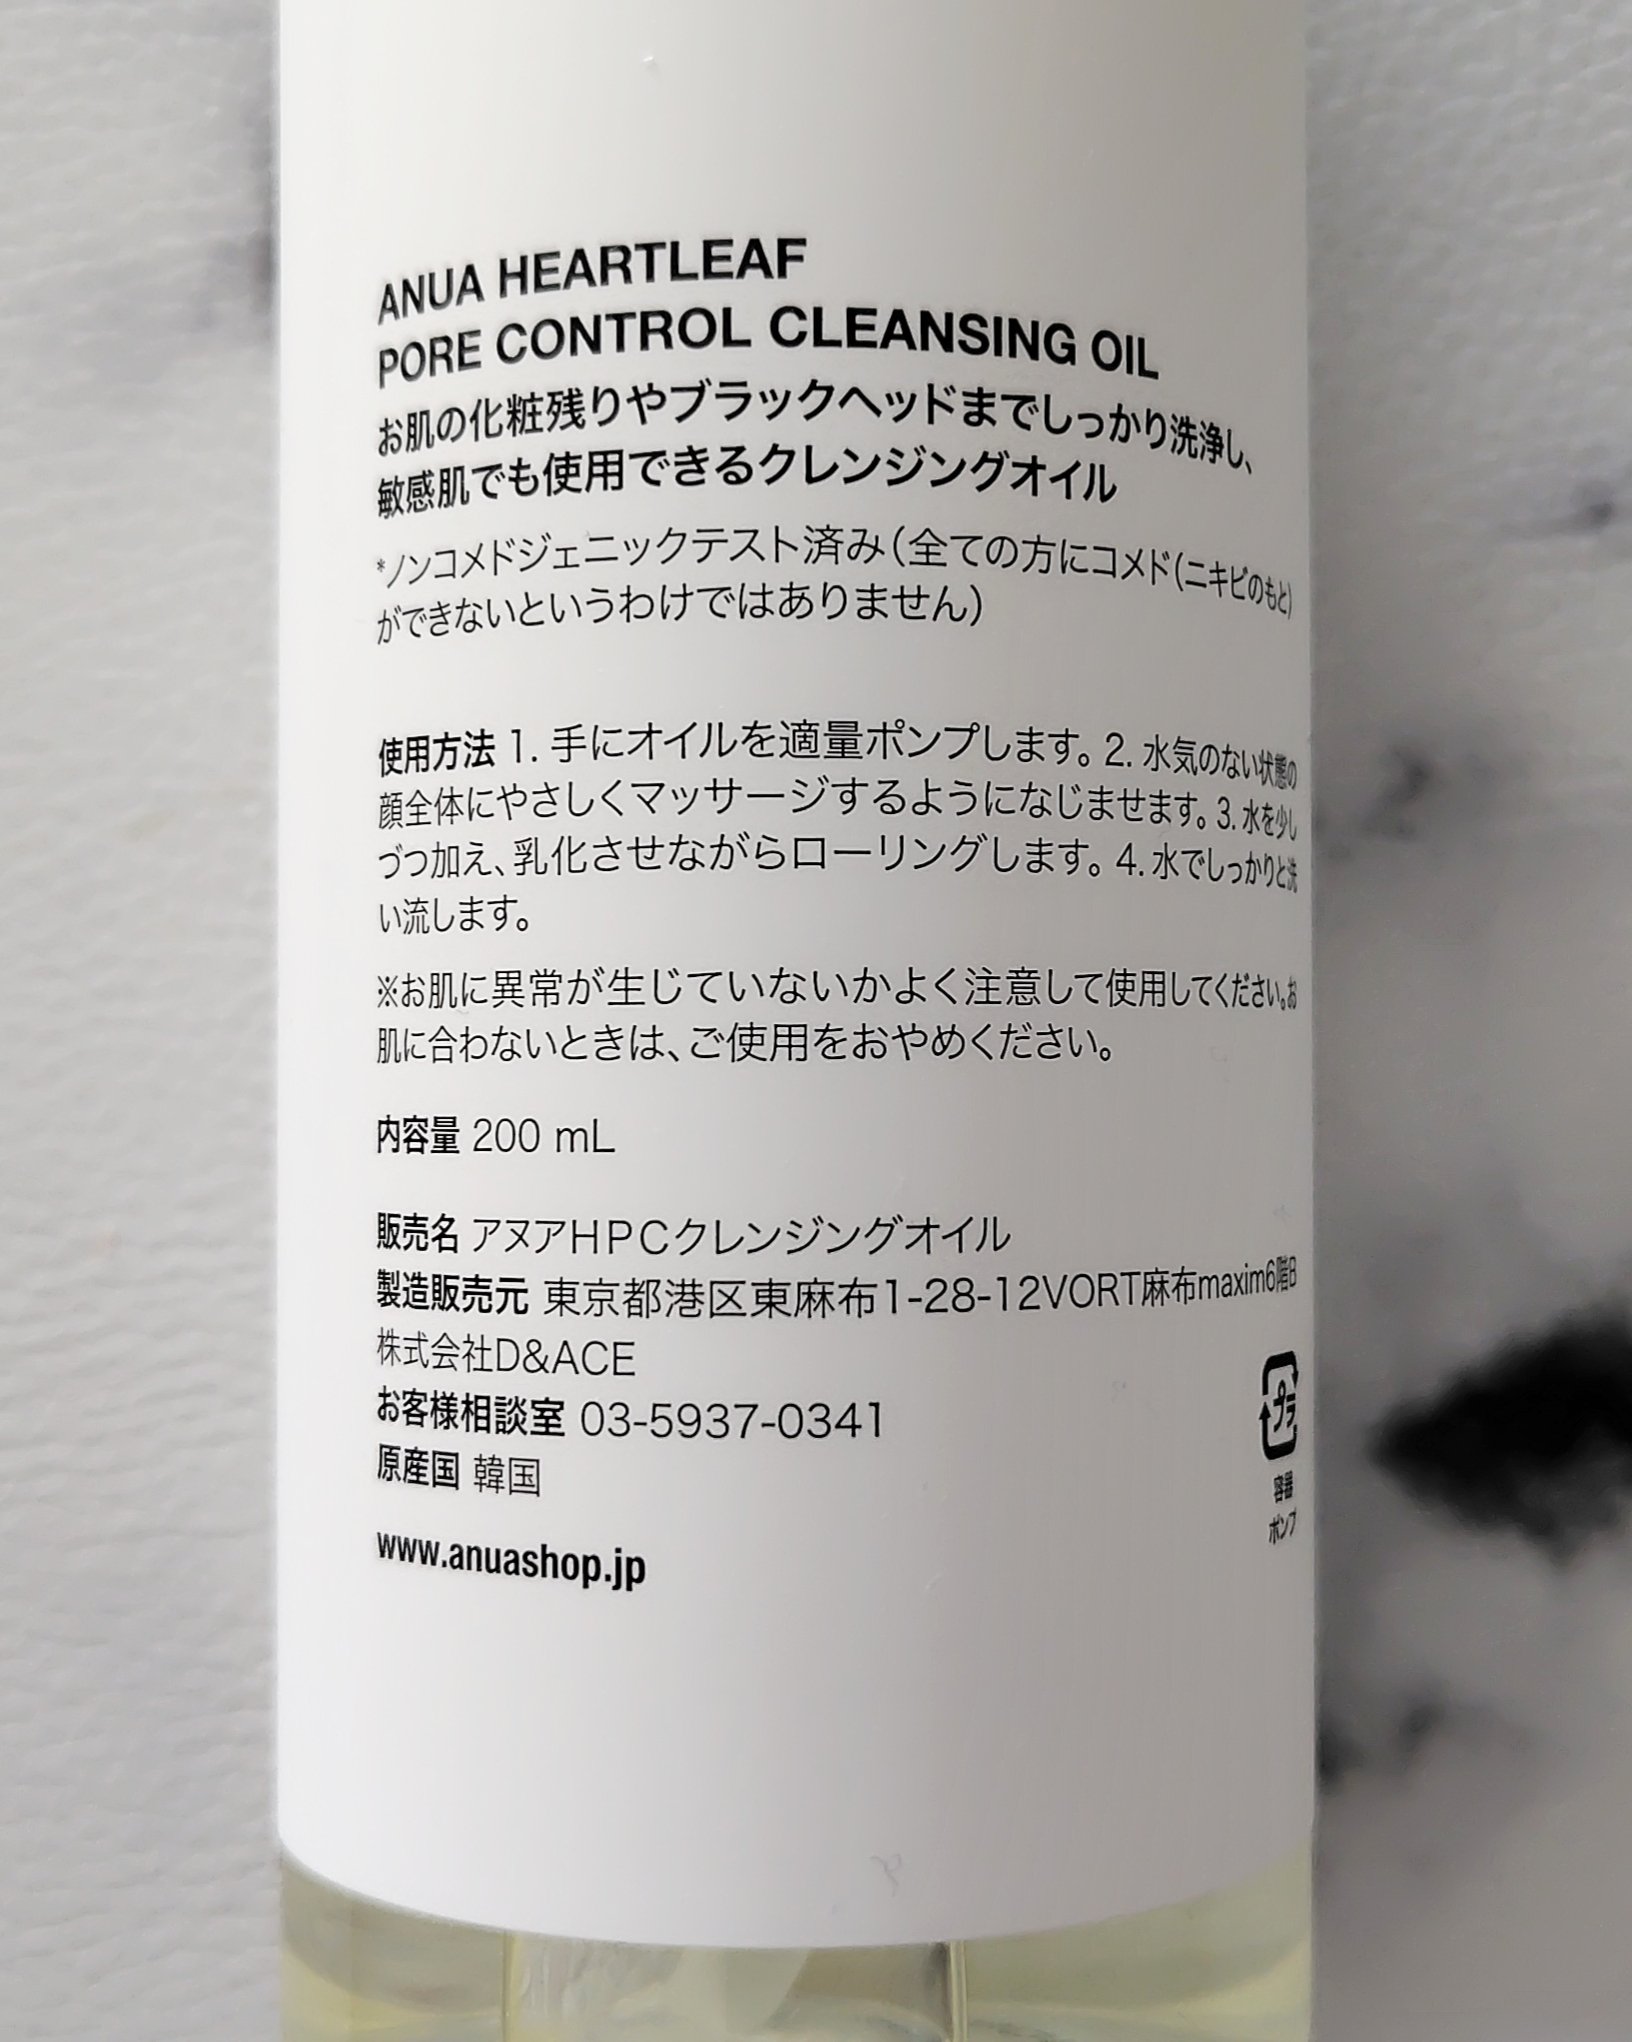 ANUA HEARTLEAF
PORE CONTROL CLEANSING OIL
お肌の化粧残りやブラックヘッドまでしっかり洗浄し、
敏感肌でも使用できるクレンジングオイル
*ノンコメドジェニックテスト済み(全ての方にコメド(ニキビのもと)
ができないというわけではありません)
使用方法 1. 手にオイルを適量ポンプします。2. 水気のない状態の
顔全体にやさしくマッサージするようになじませます。3. 水を少し
づつ加え、乳化させながらローリングします。4. 水でしっかりと洗
い流します。
※お肌に異常が生じていないかよく注意して使用してください。お
肌に合わないときは、ご使用をおやめください。
内容量 200 mL
販売名 アヌアHPCクレンジングオイル
製造販売元 東京都港区東麻布1-28-12VORT麻布maxim6階B
株式会社D&ACE
お客様相談室 03-5937-0341
原産国 韓国
www.anuashop.jp
プラ
容器
ポンプ